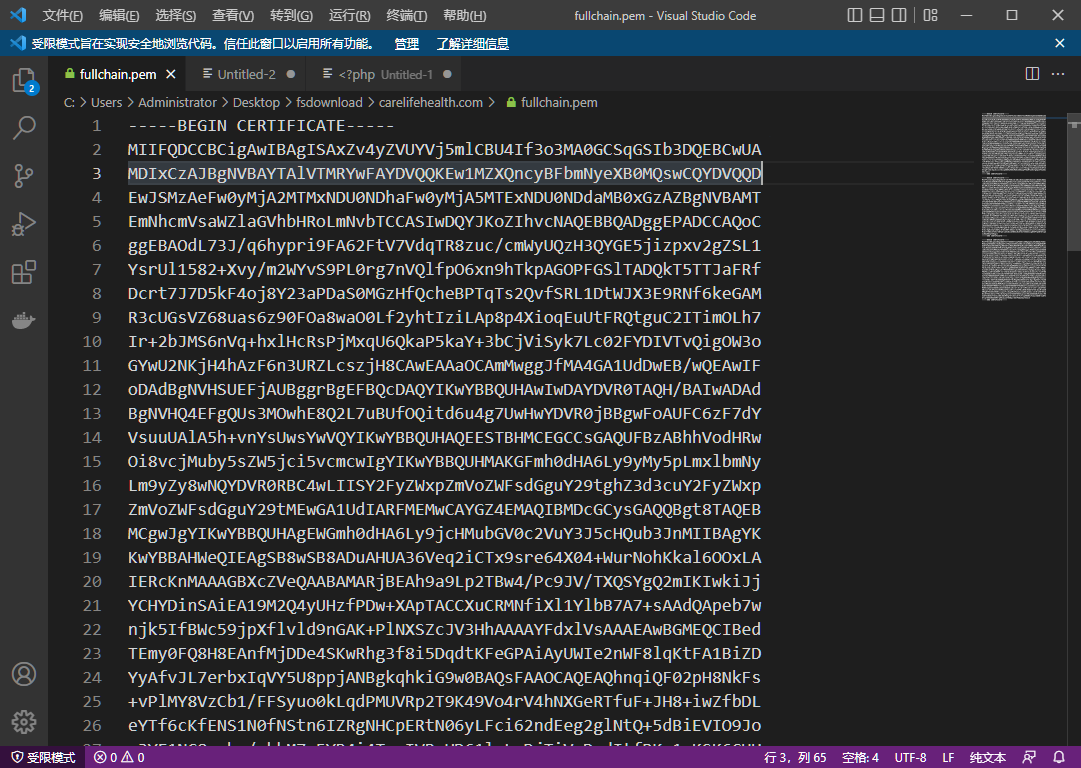 文件(F) 编辑(E) 选择(S) 查看(V) 转到(G) 运行(R) 终端(T) 帮助(H) fullchain.pem - Visual Studio Code
受限模式旨在实现安全地浏览代码。信任此窗口以启用所有功能。 管理 了解详细信息
fullchain.pem Untitled-2 <?php Untitled-1
2
C: > Users > Administrator > Desktop > fsdownload > carelifehealth.com > fullchain.pem
1 -----BEGIN CERTIFICATE-----
2 MIIFQDCCBCigAwIBAgISAxZv4yZVUYVj5mlCBU4If3o3MA0GCSqGSIb3DQEBCwUA
3 MDIxCzAJBgNVBAYTAlVTMRYwFAYDVQQKEw1MZXQncyBFbmNyeXB0MQswCQYDVQQD
4 EwJSMzAeFw0yMjA2MTMxNDU0NDhaFw0yMjA5MTExNDU0NDdaMB0xGzAZBgNVBAMT
5 EmNhcmVsaWZlaGVhbHRoLmNvbTCCASIwDQYJKoZIhvcNAQEBBQADggEPADCCAQoC
6 ggEBAOdL73J/q6hypri9FA62FtV7VdqTR8zuc/cmWyUQzH3QYGE5jizpxv2gZSL1
7 YsrUl1582+Xvy/m2WYvS9PL0rg7nVQlfpO6xn9hTkpAGOPFGSlTADQkT5TTJaFRf
8 Dcrt7J7D5kF4oj8Y23aPDaS0MGzHfQcheBPTqTs2QvfSRL1DtWJX3E9RNf6keGAM
9 R3cUGsVZ68uas6z90FOa8waO0Lf2yhtIziLAp8p4XioqEuUtFRQtguC2ITimOLh7
10 Ir+2bJMS6nVq+hxlHcRsPjMxqU6QkaP5kaY+3bCjViSyk7Lc02FYDIVTvQigOW3o
11 GYwU2NKjH4hAzF6n3URZLcszjH8CAwEAAaOCAmMwggJfMA4GA1UdDwEB/wQEAwIF
12 oDAdBgNVHSUEFjAUBggrBgEFBQcDAQYIKwYBBQUHAwIwDAYDVR0TAQH/BAIwADAd
13 BgNVHQ4EFgQUs3MOwhE8Q2L7uBUfOQitd6u4g7UwHwYDVR0jBBgwFoAUFC6zF7dY
14 VsuuUAlA5h+vnYsUwsYwVQYIKwYBBQUHAQEESTBHMCEGCCsGAQUFBzABhhVodHRw
15 Oi8vcjMuby5sZW5jci5vcmcwIgYIKwYBBQUHMAKGFmh0dHA6Ly9yMy5pLmxlbmNy
16 Lm9yZy8wNQYDVR0RBC4wLIISY2FyZWxpZmVoZWFsdGguY29tghZ3d3cuY2FyZWxp
17 ZmVoZWFsdGguY29tMEwGA1UdIARFMEMwCAYGZ4EMAQIBMDcGCysGAQQBgt8TAQEB
18 MCgwJgYIKwYBBQUHAgEWGmh0dHA6Ly9jcHMubGV0c2VuY3J5cHQub3JnMIIBAgYK
19 KwYBBAHWeQIEAgSB8wSB8ADuAHUA36Veq2iCTx9sre64X04+WurNohKkal6OOxLA
20 IERcKnMAAAGBXcZVeQAABAMARjBEAh9a9Lp2TBw4/Pc9JV/TXQSYgQ2mIKIwkiJj
21 YCHYDinSAiEA19M2Q4yUHzfPDw+XApTACCXuCRMNfiXl1YlbB7A7+sAAdQApeb7w
22 njk5IfBWc59jpXflvld9nGAK+PlNXSZcJV3HhAAAAYFdxlVsAAAEAwBGMEQCIBed
23 TEmy0FQ8H8EAnfMjDDe4SKwRhg3f8i5DqdtKFeGPAiAyUWIe2nWF8lqKtFA1BiZD
24 YyAfvJL7erbxIqVY5U8ppjANBgkqhkiG9w0BAQsFAAOCAQEAQhnqiQF02pH8NkFs
25 +vPlMY8VzCb1/FFSyuo0kLqdPMUVRp2T9K49Vo4rV4hNXGeRTfuF+JH8+iwZfbDL
26 eYTf6cKfENS1N0fNStn6IZRgNHCpERtN06yLFci62ndEeg2glNtQ+5dBiEVIO9Jo
受限模式 0 0 行 3，列 65 空格: 4 UTF-8 LF 纯文本